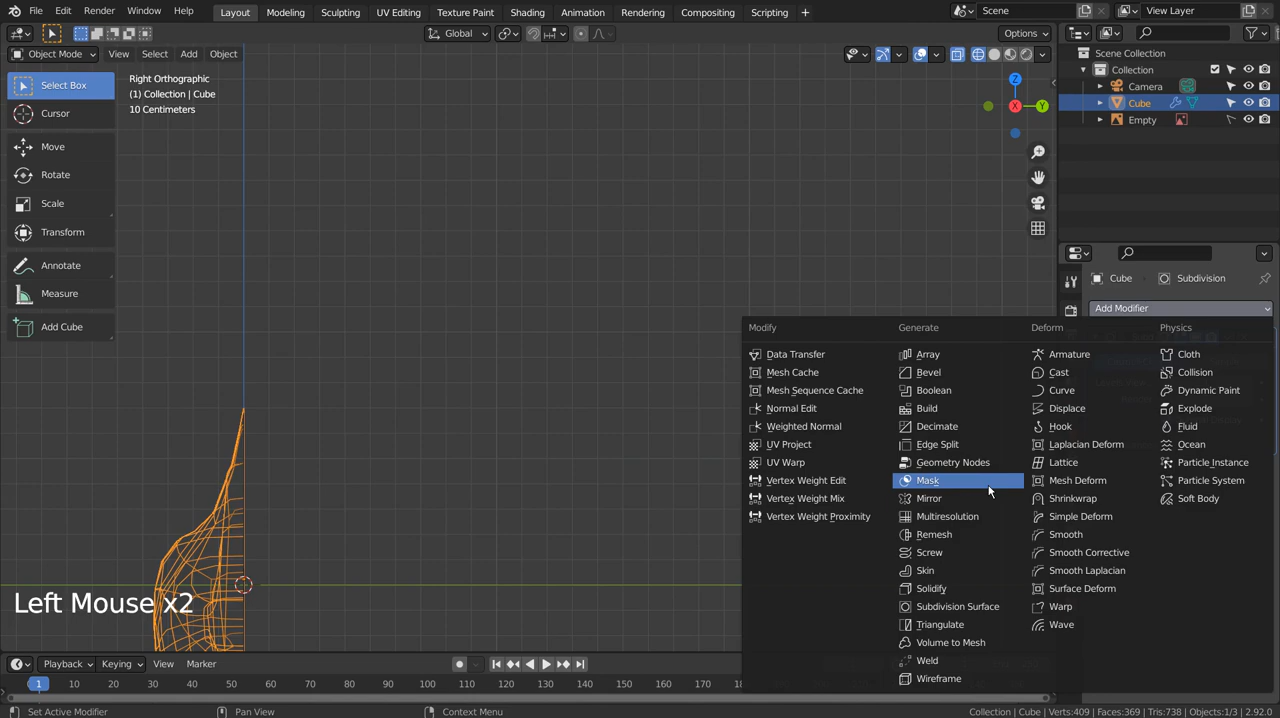 File Edit Render Window Help Layout Modeling Sculpting UV Editing Texture Paint Shading Animation Rendering Compositing Scripting + Scene View Layer
Global Options
Object Mode View Select Add Object
Select Box
Cursor
Move
Rotate
Scale
Transform
Annotate
Measure
Add Cube
Right Orthographic
(1) Collection | Cube
10 Centimeters
Z
X
Y
Scene Collection
Collection
Camera
Cube
Empty
Cube Subdivision
Add Modifier
Modify
Data Transfer
Mesh Cache
Mesh Sequence Cache
Normal Edit
Weighted Normal
UV Project
UV Warp
Vertex Weight Edit
Vertex Weight Mix
Vertex Weight Proximity
Generate
Array
Bevel
Boolean
Build
Decimate
Edge Split
Geometry Nodes
Mask
Mirror
Multiresolution
Remesh
Screw
Skin
Solidify
Subdivision Surface
Triangulate
Volume to Mesh
Weld
Wireframe
Deform
Armature
Cast
Curve
Displace
Hook
Laplacian Deform
Lattice
Mesh Deform
Shrinkwrap
Simple Deform
Smooth
Smooth Corrective
Smooth Laplacian
Surface Deform
Warp
Wave
Physics
Cloth
Collision
Dynamic Paint
Explode
Fluid
Ocean
Particle Instance
Particle System
Soft Body
Left Mouse x2
Playback Keying View Marker
1 10 20 30 40 50 60 70 80 90 100 110 120 130
Set Active Modifier Pan View Context Menu Collection | Cube | Verts:409 | Faces:369 | Tris:738 | Objects:1/3 | 2.92.0